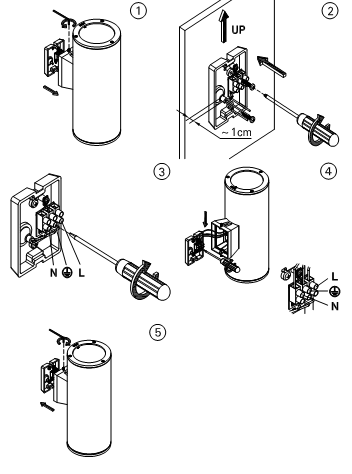 ①
②
UP
~1cm
③
N ⏚ L
④
L
⏚
N
⑤